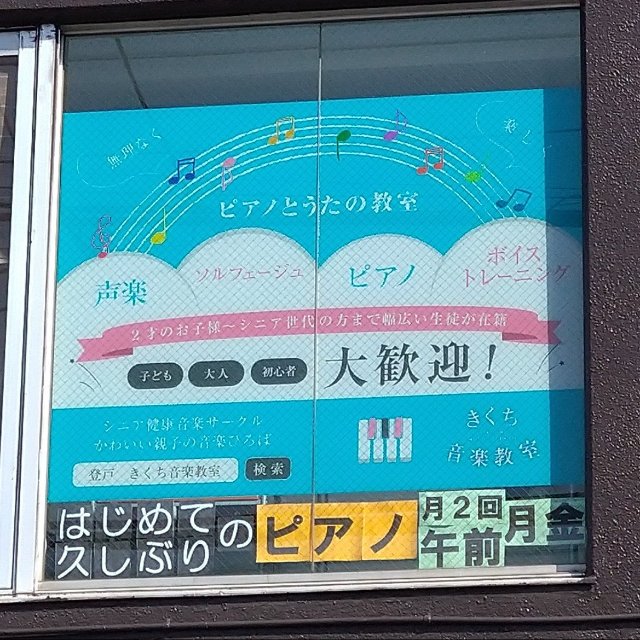 無理なく
楽し
ピアノとうたの教室
声楽
ソルフェージュ
ピアノ
ボイス
トレーニング
2才のお子様～シニア世代の方まで幅広い生徒が在籍
子ども
大人
初心者
大歓迎!
シニア健康音楽サークル
かわいい親子の音楽ひろば
登戸 きくち音楽教室
検索
きくち
音楽教室
はじめて
久しぶり
の
ピアノ
月2回
午前
月金